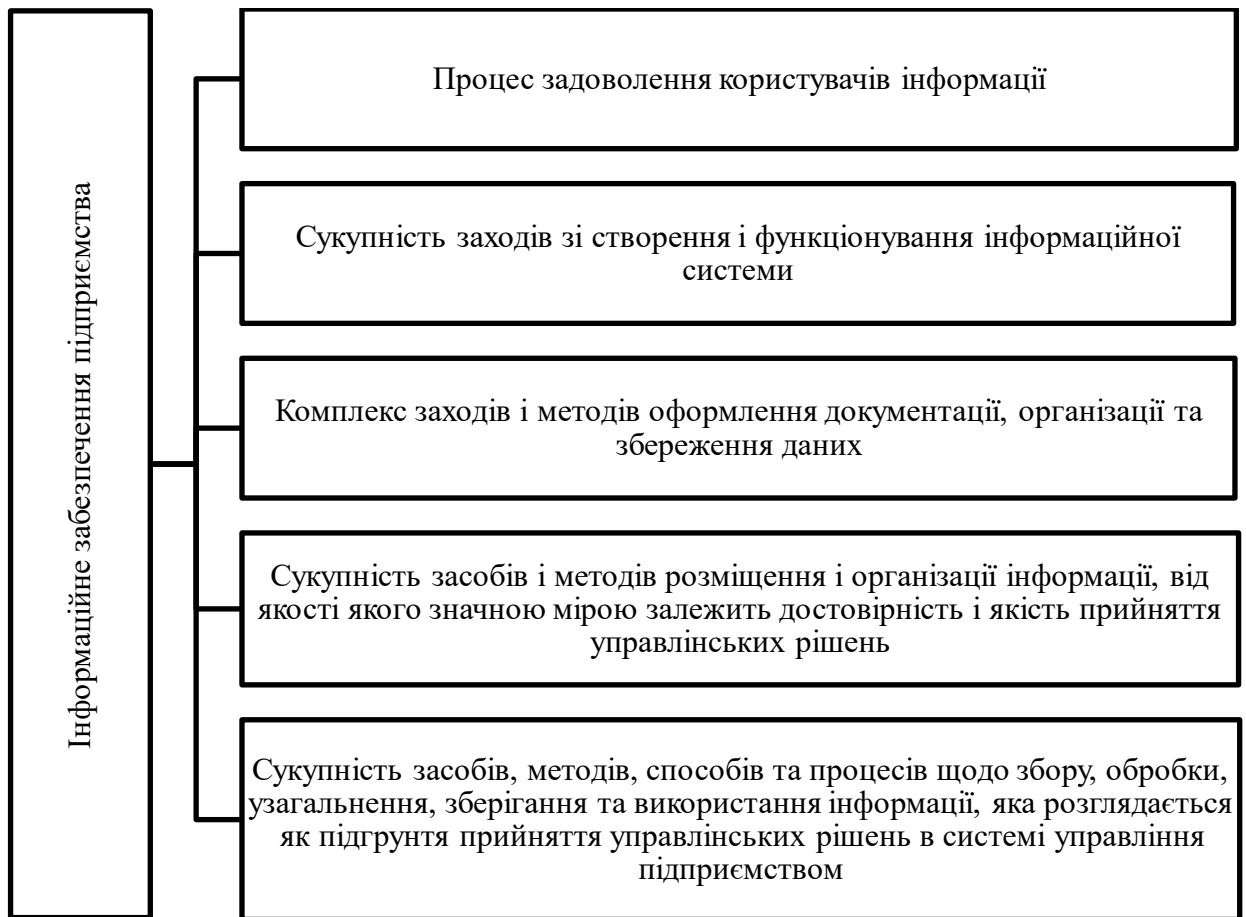 Інформаційне забезпечення підприємства
Процес задоволення користувачів інформації
Сукупність заходів зі створення і функціонування інформаційної
системи
Комплекс заходів і методів оформлення документації, організації та
збереження даних
Сукупність засобів і методів розміщення і організації інформації, від
якості якого значною мірою залежить достовірність і якість прийняття
управлінських рішень
Сукупність засобів, методів, способів та процесів щодо збору, обробки,
узагальнення, зберігання та використання інформації, яка розглядається
як підгрунтя прийняття управлінських рішень в системі управління
підприємством